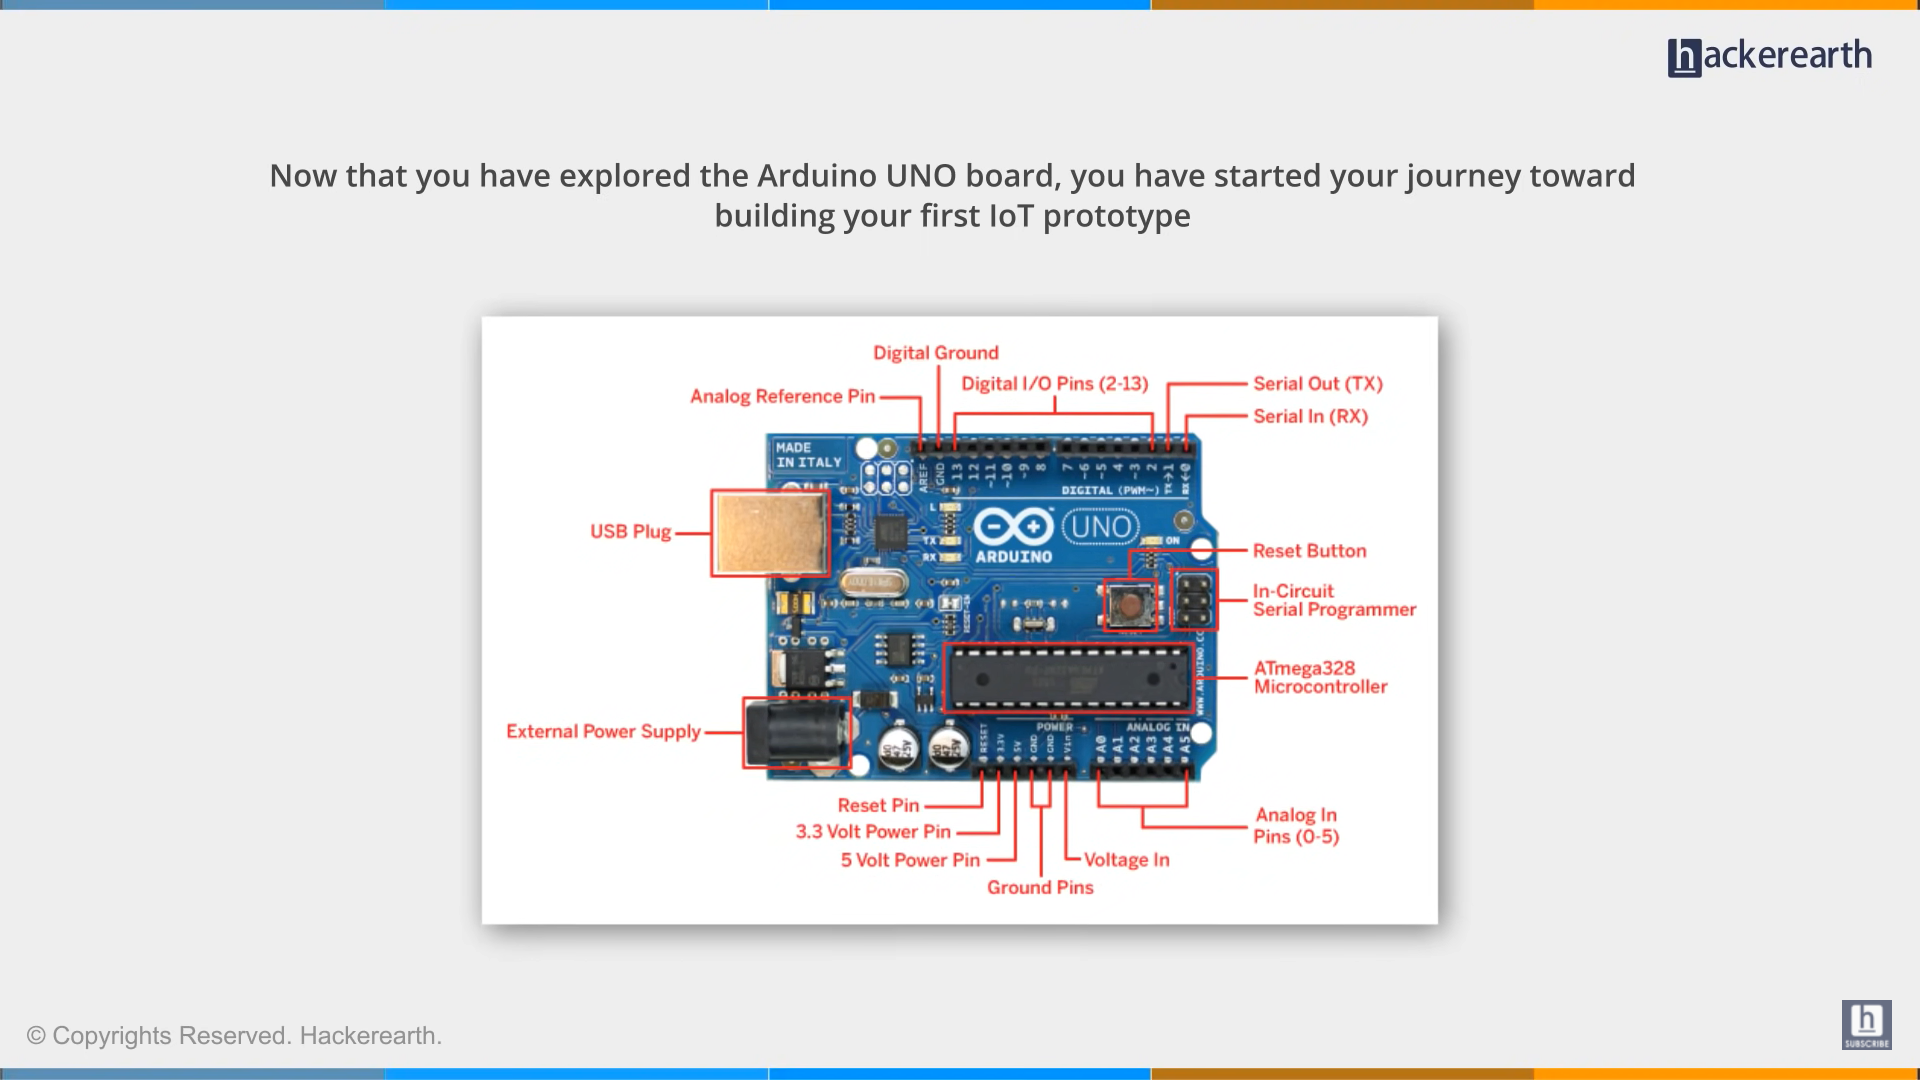 hackerearth
Now that you have explored the Arduino UNO board, you have started your journey toward
building your first IoT prototype
Digital Ground
Digital I/O Pins (2-13)
Serial Out (TX)
Analog Reference Pin
Serial In (RX)
MADE
IN ITALY
AREF
GND
13
12
~11
~10
~9
8
7
~6
~5
4
~3
2
TX→1
RX←0
DIGITAL (PWM~)
L
TX
RX
ARDUINO
UNO
ON
USB Plug
Reset Button
In-Circuit
Serial Programmer
RESET-EN
ATmega328
Microcontroller
External Power Supply
POWER
ANALOG IN
RESET
3.3V
5V
GND
GND
Vin
A0
A1
A2
A3
A4
A5
47
25V
47
25V
Reset Pin
3.3 Volt Power Pin
5 Volt Power Pin
Ground Pins
Voltage In
Analog In
Pins (0-5)
© Copyrights Reserved. Hackerearth.
h
SUBSCRIBE